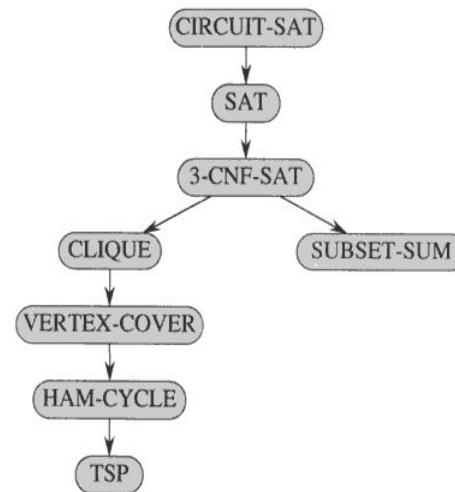 CIRCUIT-SAT
SAT
3-CNF-SAT
CLIQUE
SUBSET-SUM
VERTEX-COVER
HAM-CYCLE
TSP